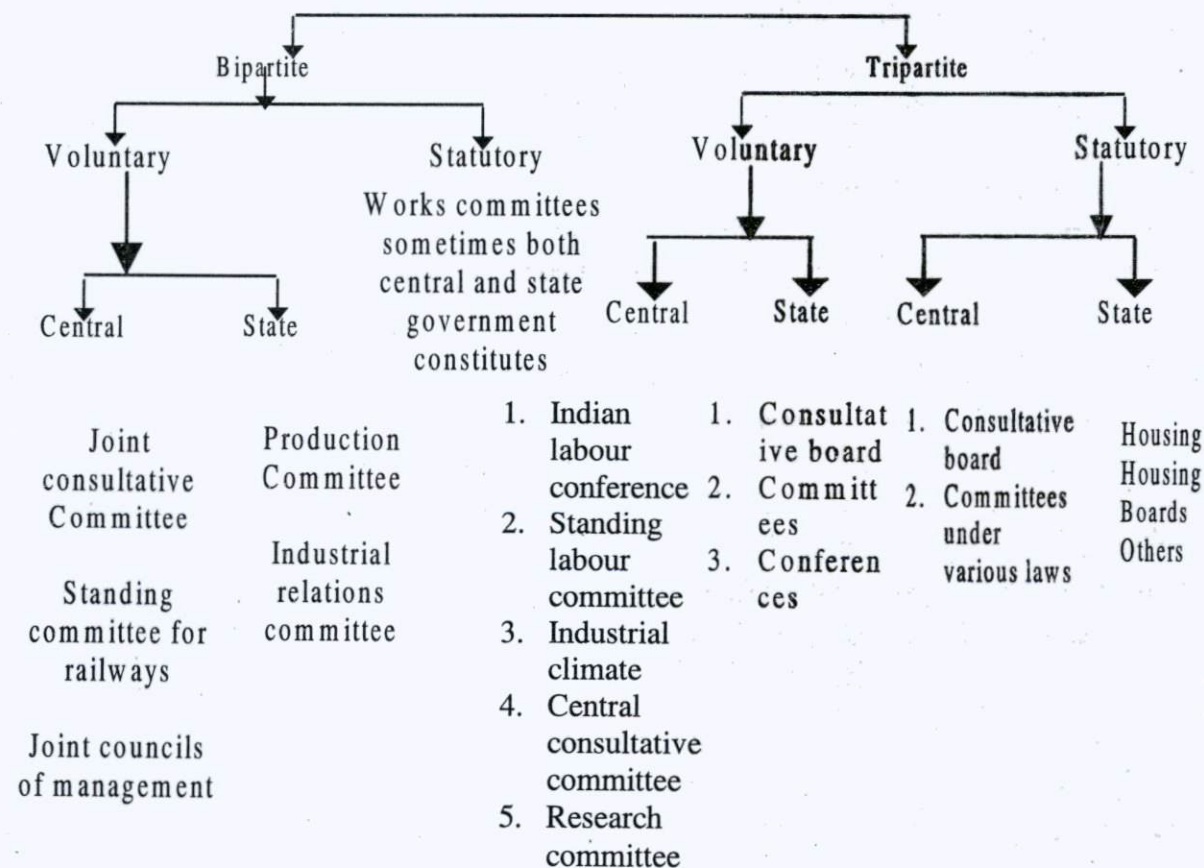 Bipartite
Tripartite
Voluntary
Statutory
Voluntary
Statutory
Works committees
sometimes both
central and state
government
constitutes
Central
State
Central
State
Central
State
Joint
consultative
Committee
Standing
committee for
railways
Joint councils
of management
Production
Committee
Industrial
relations
committee
1. Indian
labour
conference
2. Standing
labour
committee
3. Industrial
climate
4. Central
consultative
committee
5. Research
committee
1. Consultat
ive board
2. Committ
ees
3. Conferen
ces
1. Consultative
board
2. Committees
under
various laws
Housing
Housing
Boards
Others